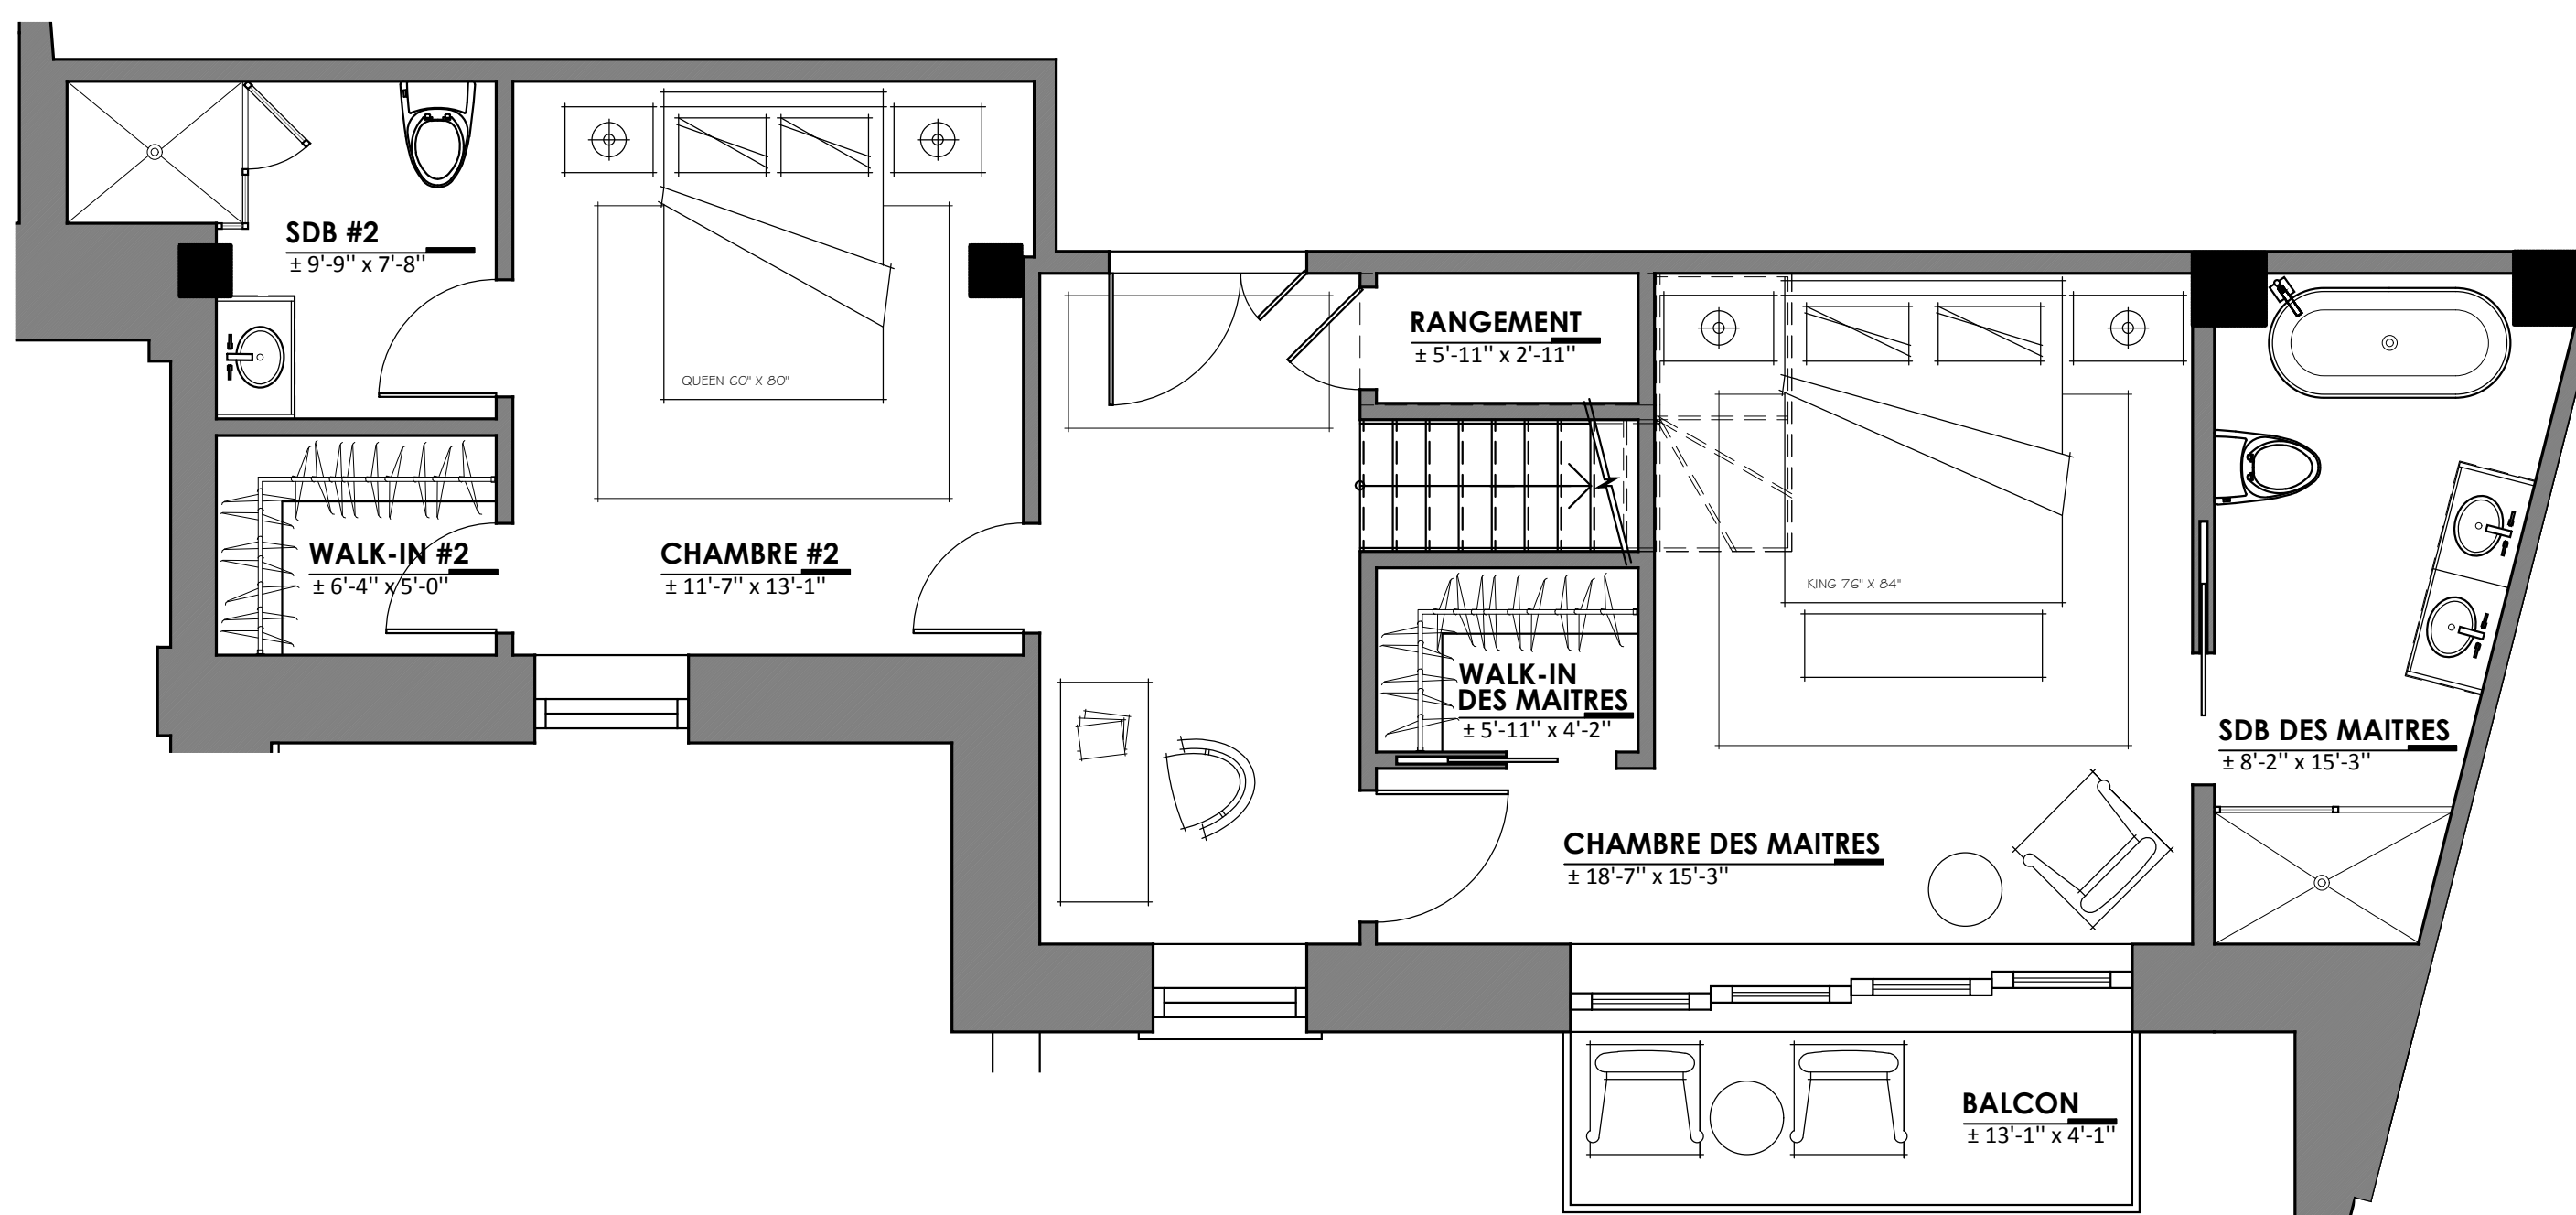 SDB #2
± 9'-9'' x 7'-8''
QUEEN 60" X 80"
RANGEMENT
± 5'-11'' x 2'-11''
WALK-IN #2
± 6'-4'' x 5'-0''
CHAMBRE #2
± 11'-7'' x 13'-1''
KING 76" X 84"
WALK-IN
DES MAITRES
± 5'-11'' x 4'-2''
SDB DES MAITRES
± 8'-2'' x 15'-3''
CHAMBRE DES MAITRES
± 18'-7'' x 15'-3''
BALCON
± 13'-1'' x 4'-1''